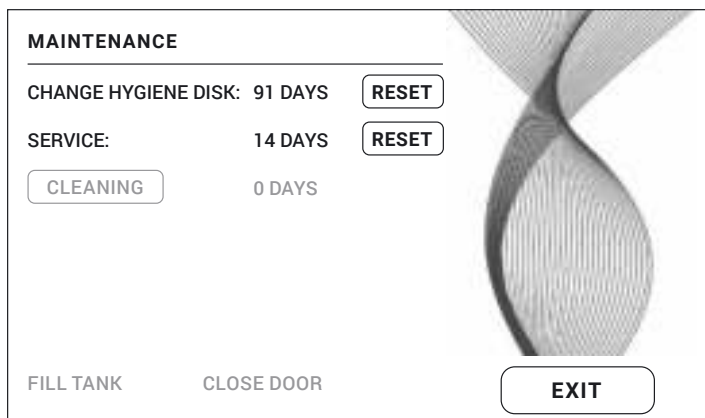 MAINTENANCE
CHANGE HYGIENE DISK: 91 DAYS RESET
SERVICE: 14 DAYS RESET
CLEANING 0 DAYS
FILL TANK CLOSE DOOR EXIT